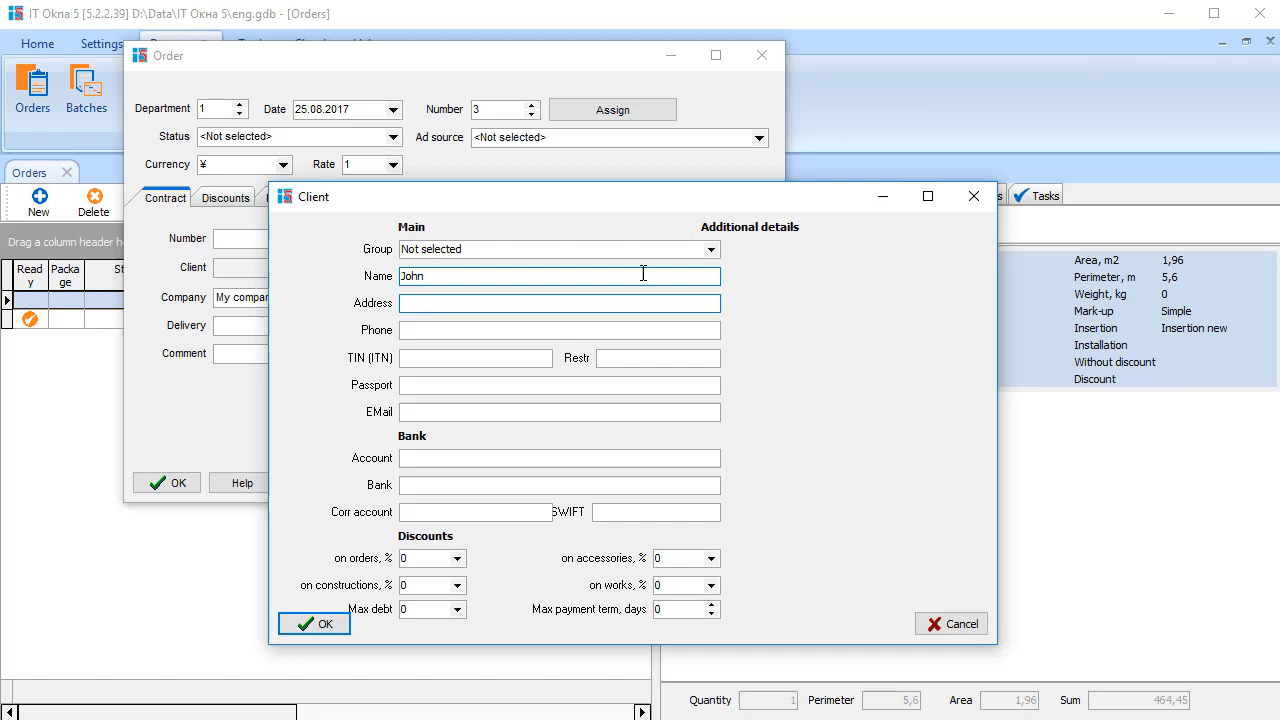 IT Окна 5 [5.2.2.39] D:\Data\IT Окна 5\eng.gdb - [Orders]
Home Settings
Orders Batches
Orders
New Delete
Drag a column header he
Read
y
Packa
ge
St
Order
Department 1 Date 25.08.2017 Number 3 Assign
Status <Not selected> Ad source <Not selected>
Currency ¥ Rate 1
Contract Discounts
Number
Client
Company My compan
Delivery
Comment
OK Help
Client
Main Additional details
Group Not selected
Name John
Address
Phone
TIN (ITN) Restr
Passport
EMail
Bank
Account
Bank
Corr account SWIFT
Discounts
on orders, % 0 on accessories, % 0
on constructions, % 0 on works, % 0
Max debt 0 Max payment term, days 0
OK Cancel
s Tasks
Area, m2 1,96
Perimeter, m 5,6
Weight, kg 0
Mark-up Simple
Insertion Insertion new
Installation
Without discount
Discount
Quantity 1 Perimeter 5,6 Area 1,96 Sum 464,45